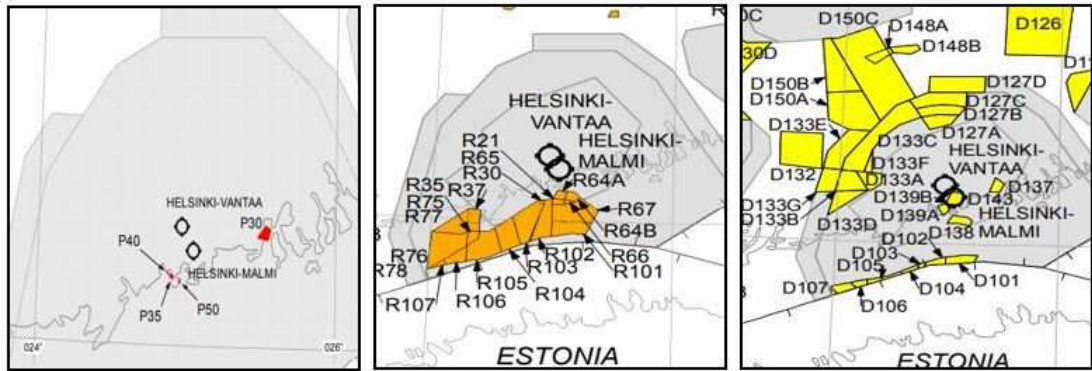 HELSINKI-VANTAA
P30
P40
HELSINKI-MALMI
P35
P50
024°
026°
R
HELSINKI-
VANTAA
R21
HELSINKI-
MALMI
R65
R30
R64A
R35
R37
R75
R77
R67
R64B
R76
R66
R78
R102
R101
R103
R107
R105
R104
R106
ESTONIA
0C
D150C
D148A
D126
D148B
30D
D150B
D127D
D150A
D127C
D127B
D133E
D127A
D133C
HELSINKI-
VANTAA
D133F
D132
D133A
D139B
D137
D143
D133G
D139A
D133B
D133D
HELSINKI-
MALMI
D138
D102
D103
D105
D107
D101
D104
D106
ESTONIA